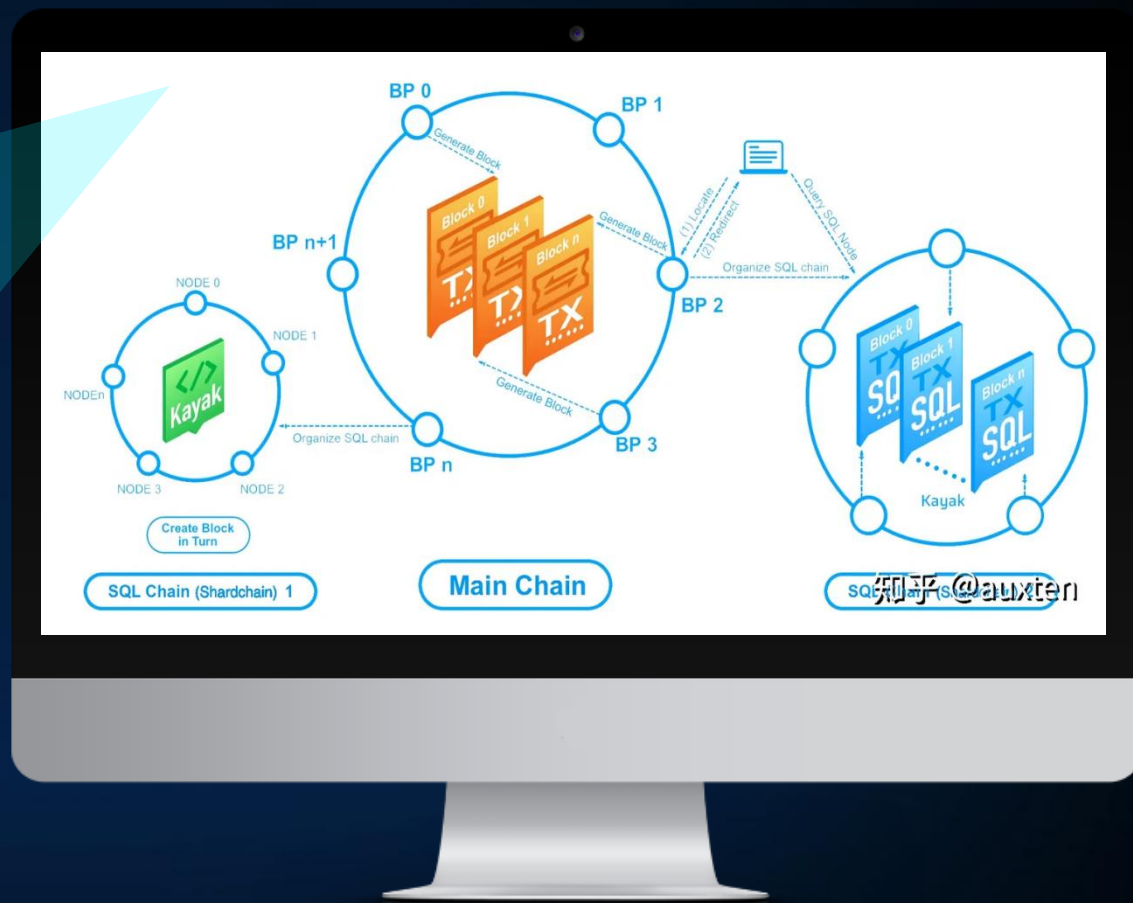 BP 0
BP 1
Generate Block
Block 0
Block 1
Block n
TX
TX
TX
Generate Block
(1) Locate
(2) Redirect
Query SQL Node
BP n+1
Organize SQL chain
BP 2
NODE 0
NODE 1
NODEn
</>
Kayak
Organize SQL chain
NODE 3
NODE 2
Generate Block
BP 3
BP n
Block 0
TX
SQL
Block 1
TX
SQL
Block n
TX
SQL
Kayak
Create Block
in Turn
SQL Chain (Shardchain) 1
Main Chain
知乎 @auxten